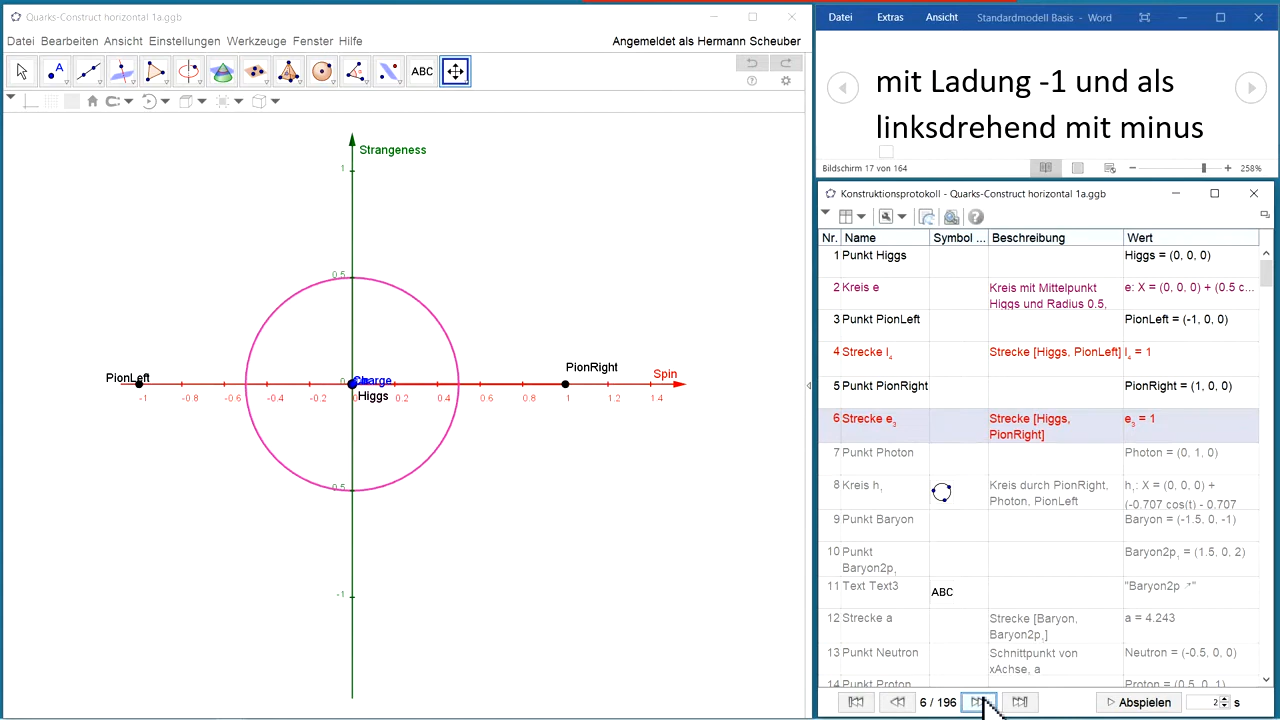 Quarks-Construct horizontal 1a.ggb
Datei Bearbeiten Ansicht Einstellungen Werkzeuge Fenster Hilfe
Angemeldet als Hermann Scheuber
A
ABC
Strangeness
1
0.5
PionLeft
PionRight
Spin
Charge
Higgs
-1 -0.8 -0.6 -0.4 -0.2 0 0.2 0.4 0.6 0.8 1 1.2 1.4
0.5
-1
Datei Extras Ansicht Standardmodell Basis - Word
mit Ladung -1 und als
linksdrehend mit minus
Bildschirm 17 von 164
258%
Konstruktionsprotokoll - Quarks-Construct horizontal 1a.ggb
Nr. Name Symbol ... Beschreibung Wert
1 Punkt Higgs Higgs = (0, 0, 0)
2 Kreis e Kreis mit Mittelpunkt e: X = (0, 0, 0) + (0.5 c...
Higgs und Radius 0.5,
3 Punkt PionLeft PionLeft = (-1, 0, 0)
4 Strecke l₄ Strecke [Higgs, PionLeft] l₄ = 1
5 Punkt PionRight PionRight = (1, 0, 0)
6 Strecke e₃ Strecke [Higgs, e₃ = 1
PionRight]
7 Punkt Photon Photon = (0, 1, 0)
8 Kreis h₁ Kreis durch PionRight, h₁: X = (0, 0, 0) +
Photon, PionLeft (-0.707 cos(t) - 0.707
9 Punkt Baryon Baryon = (-1.5, 0, -1)
10 Punkt Baryon2p₁ = (1.5, 0, 2)
Baryon2p₁
11 Text Text3 ABC "Baryon2p ↗"
12 Strecke a Strecke [Baryon, a = 4.243
Baryon2p₁]
13 Punkt Neutron Schnittpunkt von Neutron = (-0.5, 0, 0)
xAchse, a
14 Punkt Proton Proton = (0.5, 0, 1)
6 / 196
Abspielen
2 s